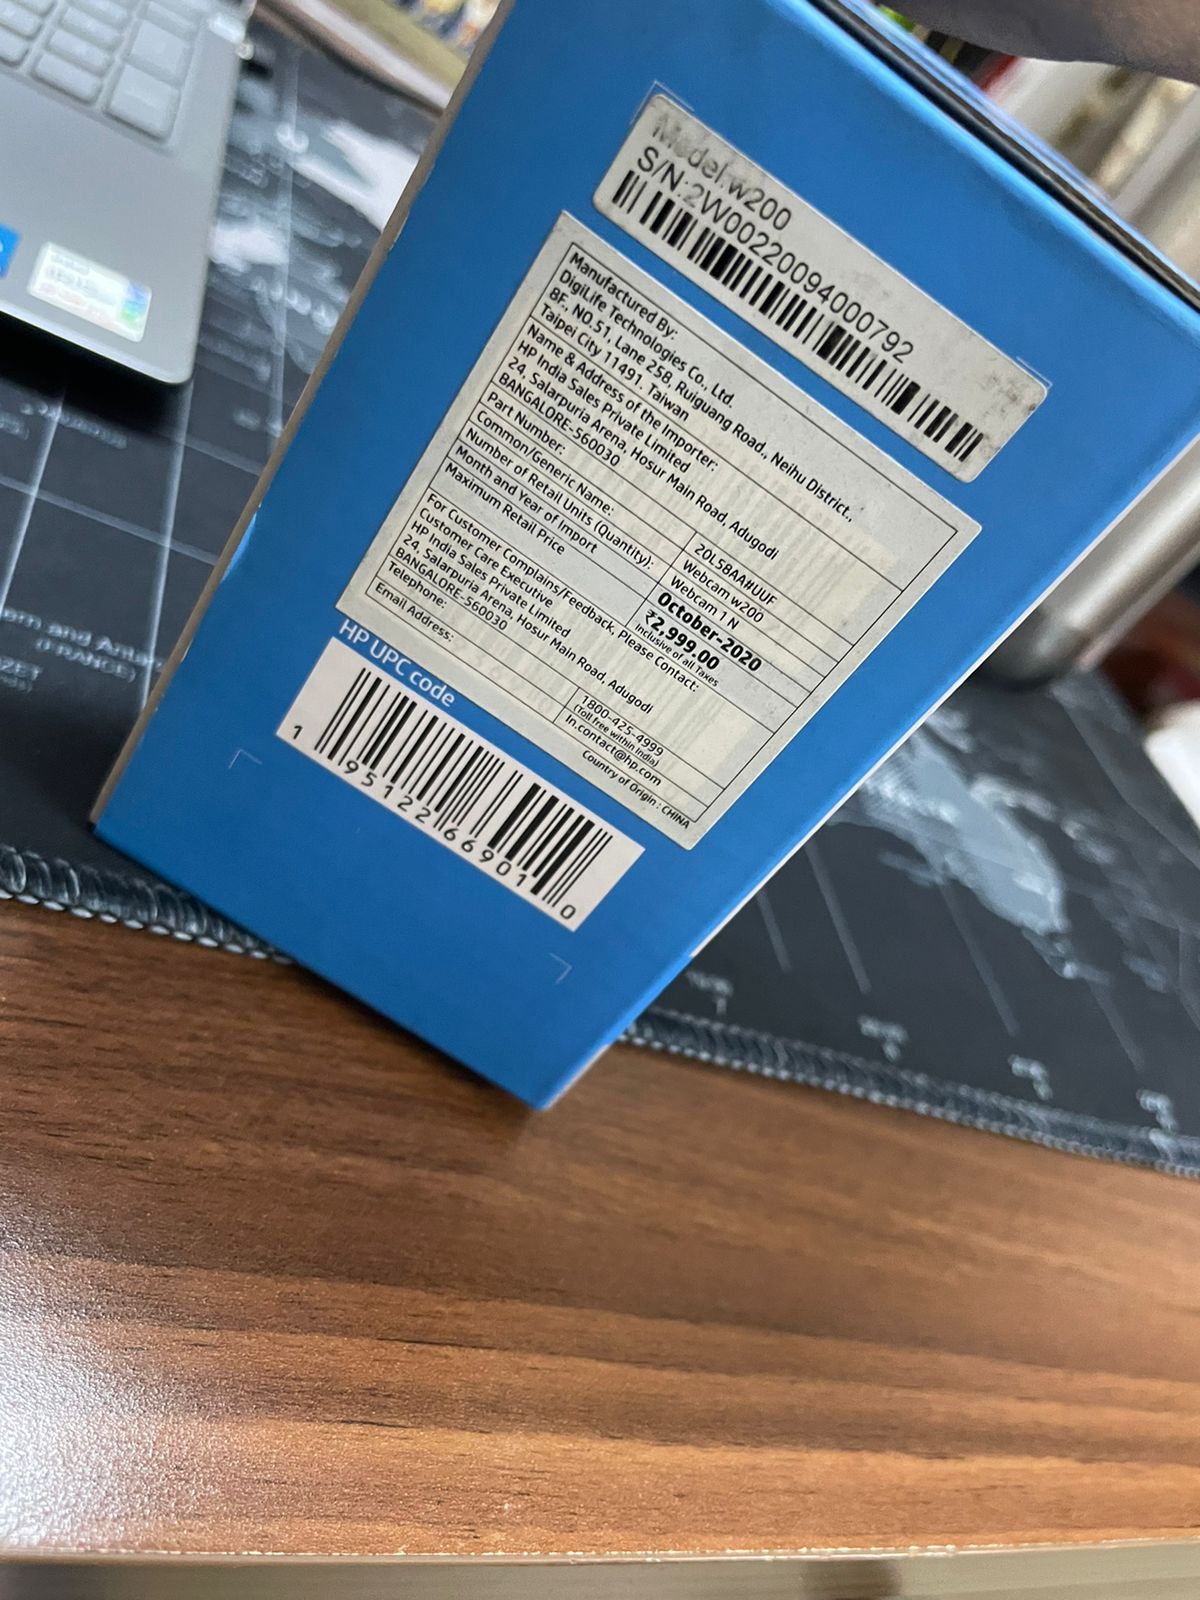 Model:w200
S/N:2W00220094000792
Manufactured By:
DigiLife Technologies Co., Ltd.
8F., NO.51, Lane 258, Ruiguang Road., Neihu District.,
Taipei City 11491. Taiwan
Name & Address of the Importer:
HP India Sales Private Limited
24, Salarpuria Arena, Hosur Main Road, Adugodi
BANGALORE-560030
Part Number: 20L58AA#UUF
Common/Generic Name: Webcam w200
Number of Retail Units (Quantity): Webcam 1 N
Month and Year of Import October-2020
Maximum Retail Price ₹2,999.00
Inclusive of all Taxes
For Customer Complains/Feedback, Please Contact:
Customer Care Executive
HP India Sales Private Limited
24, Salarpuria Arena, Hosur Main Road, Adugodi
BANGALORE-560030
Telephone: 1800-425-4999
(Toll free within India)
Email Address: In.contact@hp.com
Country of Origin : CHINA
HP UPC code
1 95122 66901 0
(FRANCE)